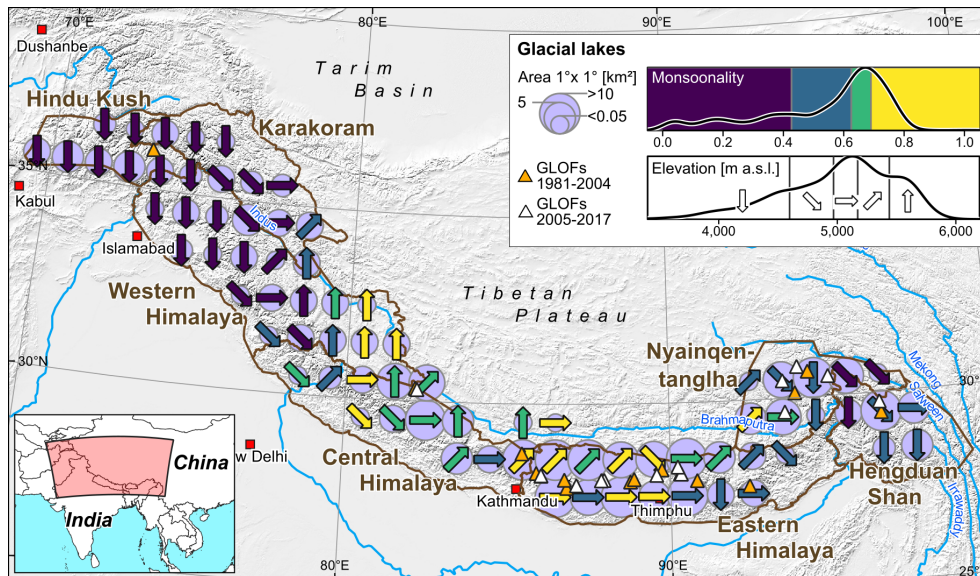 70°E
80°E
90°E
100°E
Dushanbe
Tarim
Basin
Hindu Kush
Karakoram
35°N
Kabul
Indus
Islamabad
Western
Himalaya
Tibetan
Plateau
30°N
Nyainqen-
tanglha
30°
Mekong
Salween
Brahmaputra
w Delhi
Central
Himalaya
Kathmandu
Thimphu
Eastern
Himalaya
Hengduan
Shan
Irrawaddy
80°E
90°E
25°
China
India
Glacial lakes
Area 1°x 1° [km²]
>10
5
<0.05
GLOFs
1981-2004
GLOFs
2005-2017
Monsoonality
0.0 0.2 0.4 0.6 0.8 1.0
Elevation [m a.s.l.]
4,000 5,000 6,000